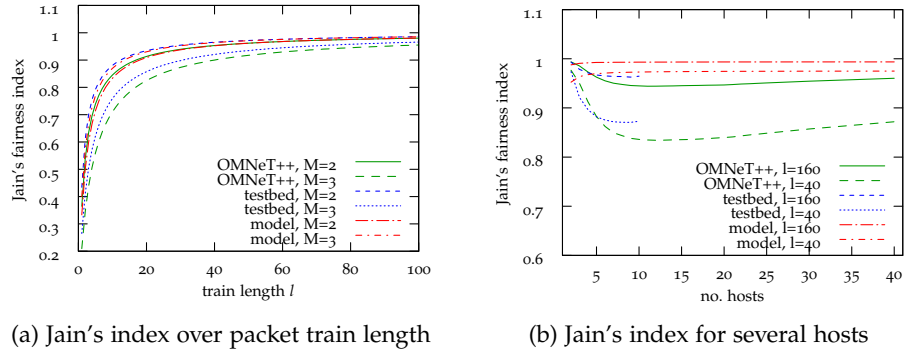 Jain's fairness index
1.1
1
0.9
0.8
0.7
0.6
0.5
0.4
0.3
0.2
OMNeT++, M=2
OMNeT++, M=3
testbed, M=2
testbed, M=3
model, M=2
model, M=3
0 20 40 60 80 100
train length l
(a) Jain's index over packet train length
Jain's fairness index
1.1
1
0.9
0.8
0.7
0.6
OMNeT++, l=160
OMNeT++, l=40
testbed, l=160
testbed, l=40
model, l=160
model, l=40
5 10 15 20 25 30 35 40
no. hosts
(b) Jain's index for several hosts